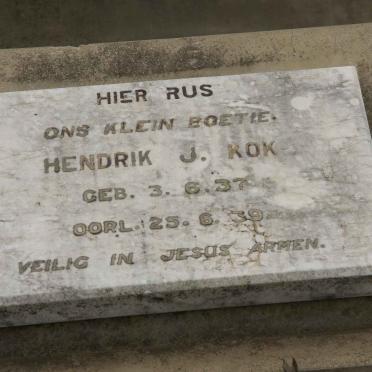 HIER RUS
ONS KLEIN BOETIE.
HENDRIK J. KOK
GEB. 3. 6. 37
OORL. 25. 6. 39
VEILIG IN JESUS ARMEN.